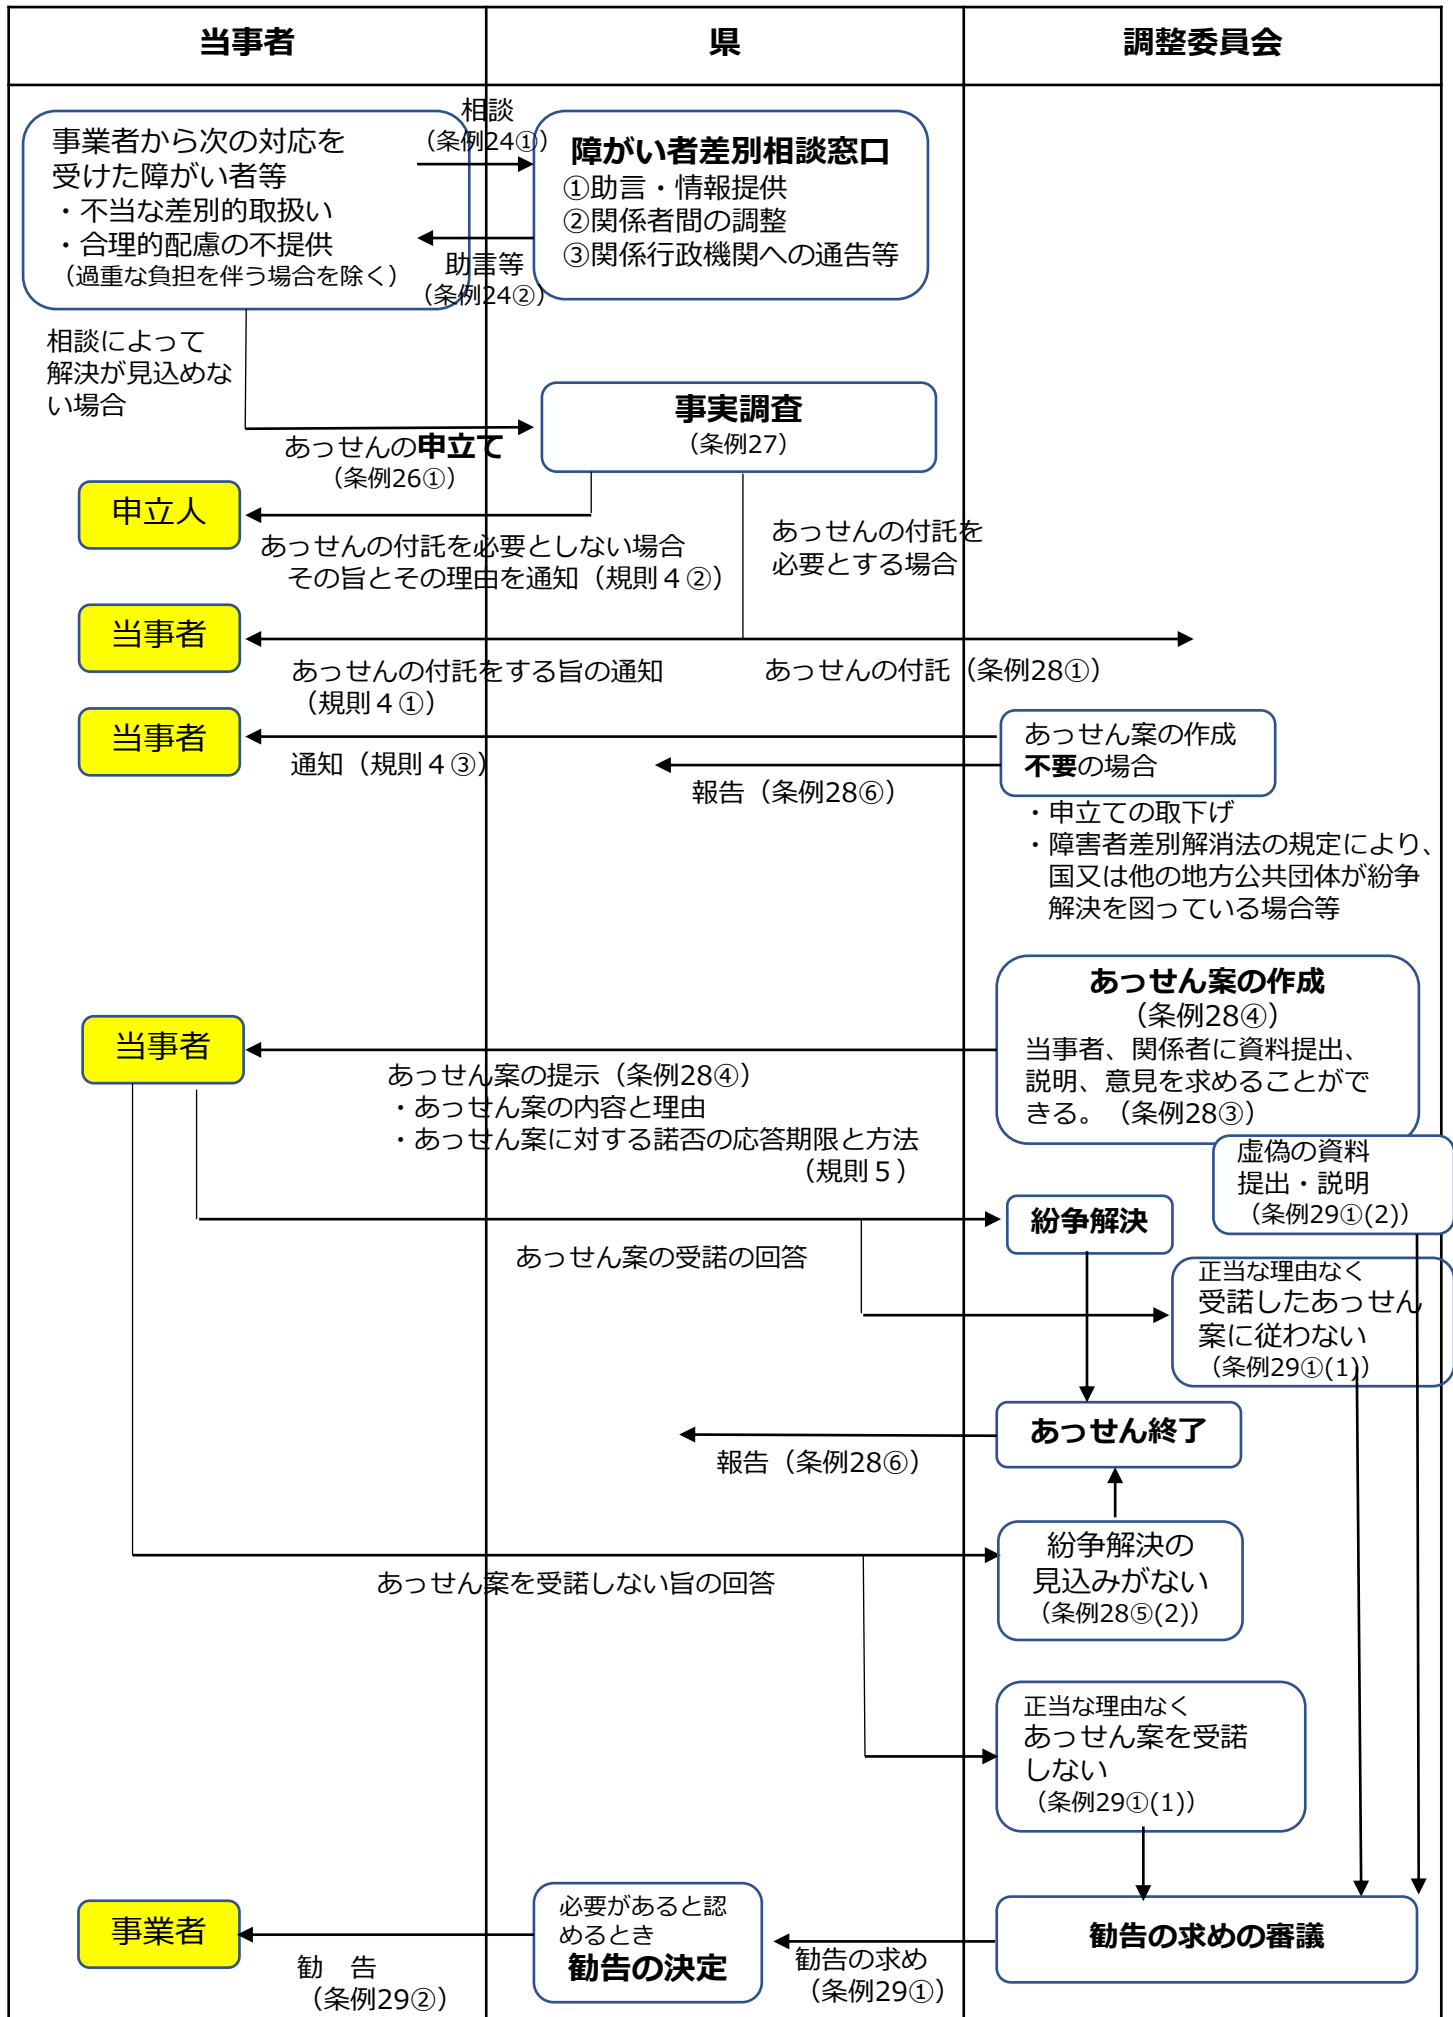 当事者
県
調整委員会
相談
（条例24①）
事業者から次の対応を
受けた障がい者等
・不当な差別的取扱い
・合理的配慮の不提供
（過重な負担を伴う場合を除く）
障がい者差別相談窓口
①助言・情報提供
②関係者間の調整
③関係行政機関への通告等
助言等
（条例24②）
相談によって
解決が見込めな
い場合
事実調査
（条例27）
あっせんの申立て
（条例26①）
申立人
あっせんの付託を必要としない場合
その旨とその理由を通知（規則４②）
あっせんの付託を
必要とする場合
当事者
あっせんの付託をする旨の通知
（規則４①）
あっせんの付託（条例28①）
当事者
通知（規則４③）
報告（条例28⑥）
あっせん案の作成
不要の場合
・申立ての取下げ
・障害者差別解消法の規定により、
国又は他の地方公共団体が紛争
解決を図っている場合等
あっせん案の作成
（条例28④）
当事者、関係者に資料提出、
説明、意見を求めることがで
きる。（条例28③）
当事者
あっせん案の提示（条例28④）
・あっせん案の内容と理由
・あっせん案に対する諾否の応答期限と方法
（規則５）
虚偽の資料
提出・説明
（条例29①(2)）
紛争解決
あっせん案の受諾の回答
正当な理由なく
受諾したあっせん
案に従わない
（条例29①(1)）
あっせん終了
報告（条例28⑥）
紛争解決の
見込みがない
（条例28⑤(2)）
あっせん案を受諾しない旨の回答
正当な理由なく
あっせん案を受諾
しない
（条例29①(1)）
事業者
勧　告
（条例29②）
必要があると認
めるとき
勧告の決定
勧告の求め
（条例29①）
勧告の求めの審議